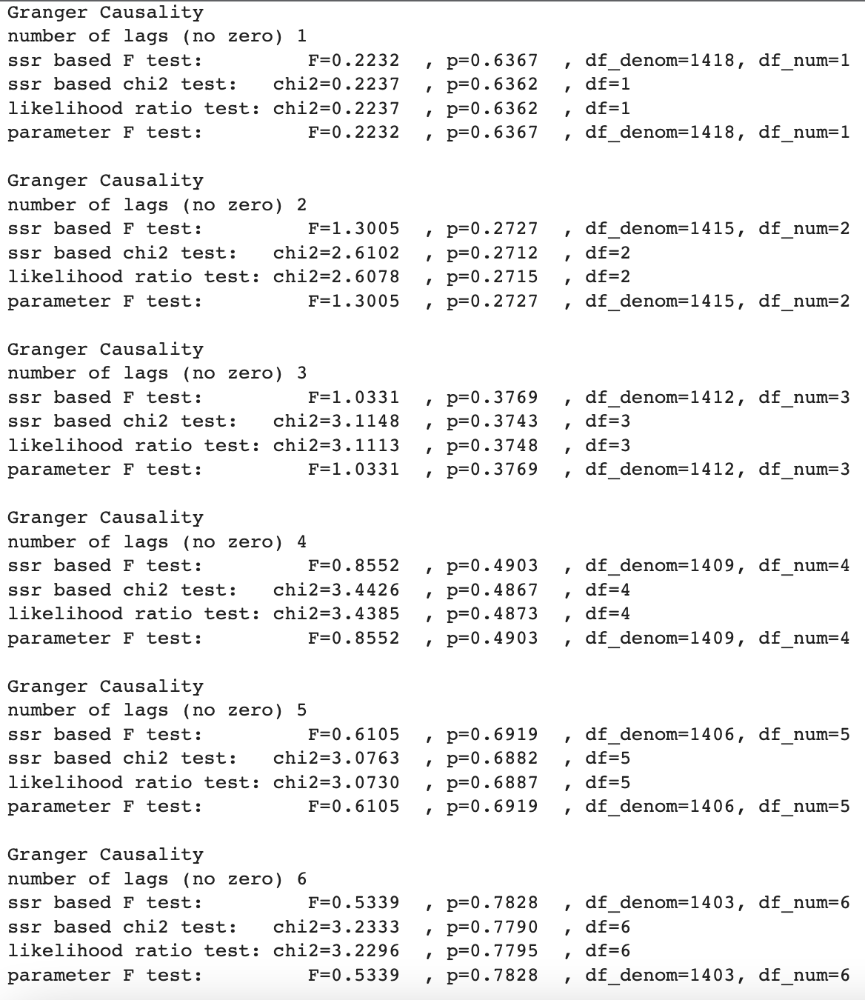 Granger Causality
number of lags (no zero) 1
ssr based F test:         F=0.2232  , p=0.6367  , df_denom=1418, df_num=1
ssr based chi2 test:   chi2=0.2237  , p=0.6362  , df=1
likelihood ratio test: chi2=0.2237  , p=0.6362  , df=1
parameter F test:         F=0.2232  , p=0.6367  , df_denom=1418, df_num=1

Granger Causality
number of lags (no zero) 2
ssr based F test:         F=1.3005  , p=0.2727  , df_denom=1415, df_num=2
ssr based chi2 test:   chi2=2.6102  , p=0.2712  , df=2
likelihood ratio test: chi2=2.6078  , p=0.2715  , df=2
parameter F test:         F=1.3005  , p=0.2727  , df_denom=1415, df_num=2

Granger Causality
number of lags (no zero) 3
ssr based F test:         F=1.0331  , p=0.3769  , df_denom=1412, df_num=3
ssr based chi2 test:   chi2=3.1148  , p=0.3743  , df=3
likelihood ratio test: chi2=3.1113  , p=0.3748  , df=3
parameter F test:         F=1.0331  , p=0.3769  , df_denom=1412, df_num=3

Granger Causality
number of lags (no zero) 4
ssr based F test:         F=0.8552  , p=0.4903  , df_denom=1409, df_num=4
ssr based chi2 test:   chi2=3.4426  , p=0.4867  , df=4
likelihood ratio test: chi2=3.4385  , p=0.4873  , df=4
parameter F test:         F=0.8552  , p=0.4903  , df_denom=1409, df_num=4

Granger Causality
number of lags (no zero) 5
ssr based F test:         F=0.6105  , p=0.6919  , df_denom=1406, df_num=5
ssr based chi2 test:   chi2=3.0763  , p=0.6882  , df=5
likelihood ratio test: chi2=3.0730  , p=0.6887  , df=5
parameter F test:         F=0.6105  , p=0.6919  , df_denom=1406, df_num=5

Granger Causality
number of lags (no zero) 6
ssr based F test:         F=0.5339  , p=0.7828  , df_denom=1403, df_num=6
ssr based chi2 test:   chi2=3.2333  , p=0.7790  , df=6
likelihood ratio test: chi2=3.2296  , p=0.7795  , df=6
parameter F test:         F=0.5339  , p=0.7828  , df_denom=1403, df_num=6